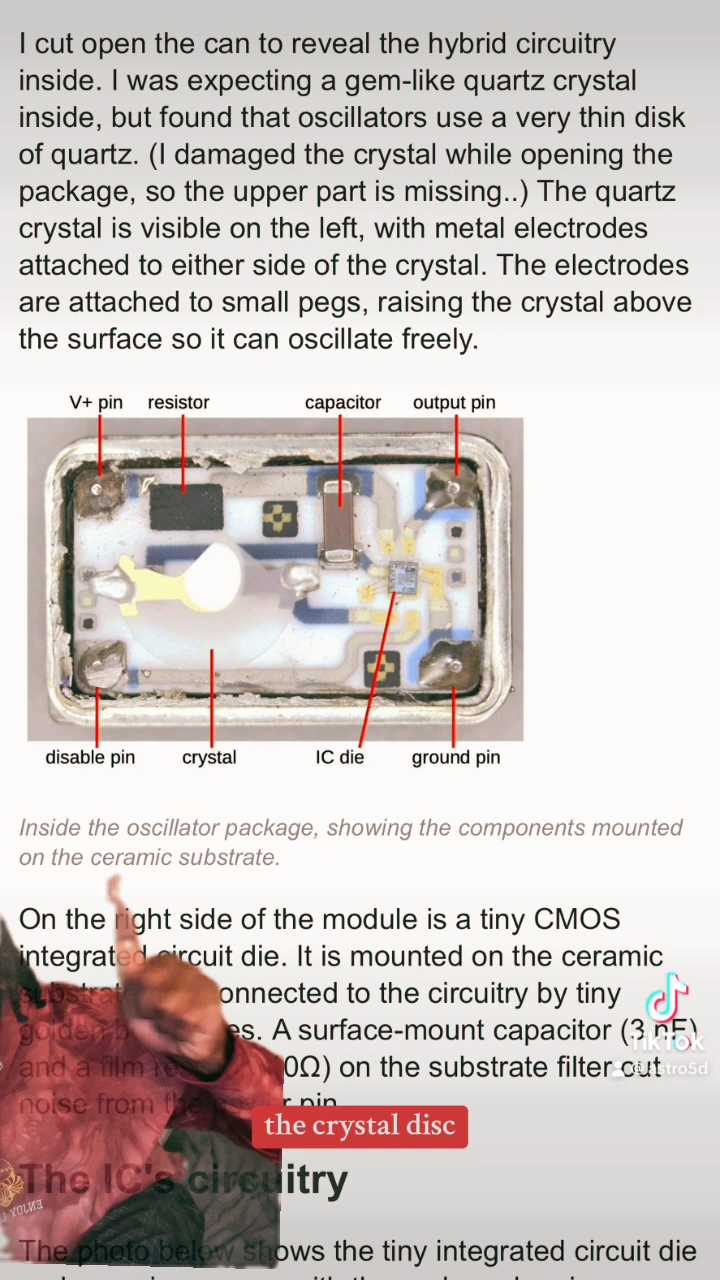 I cut open the can to reveal the hybrid circuitry
inside. I was expecting a gem-like quartz crystal
inside, but found that oscillators use a very thin disk
of quartz. (I damaged the crystal while opening the
package, so the upper part is missing..) The quartz
crystal is visible on the left, with metal electrodes
attached to either side of the crystal. The electrodes
are attached to small pegs, raising the crystal above
the surface so it can oscillate freely.
V+ pin resistor capacitor output pin
disable pin crystal IC die ground pin
Inside the oscillator package, showing the components mounted
on the ceramic substrate.
On the right side of the module is a tiny CMOS
integrated circuit die. It is mounted on the ceramic
connected to the circuitry by tiny
golden A surface-mount capacitor (3 nF)
and a film 0Ω) on the substrate filter out
noise from the power pin.
TikTok
@astro5d
the crystal disc
The IC's circuitry
The photo below shows the tiny integrated circuit die